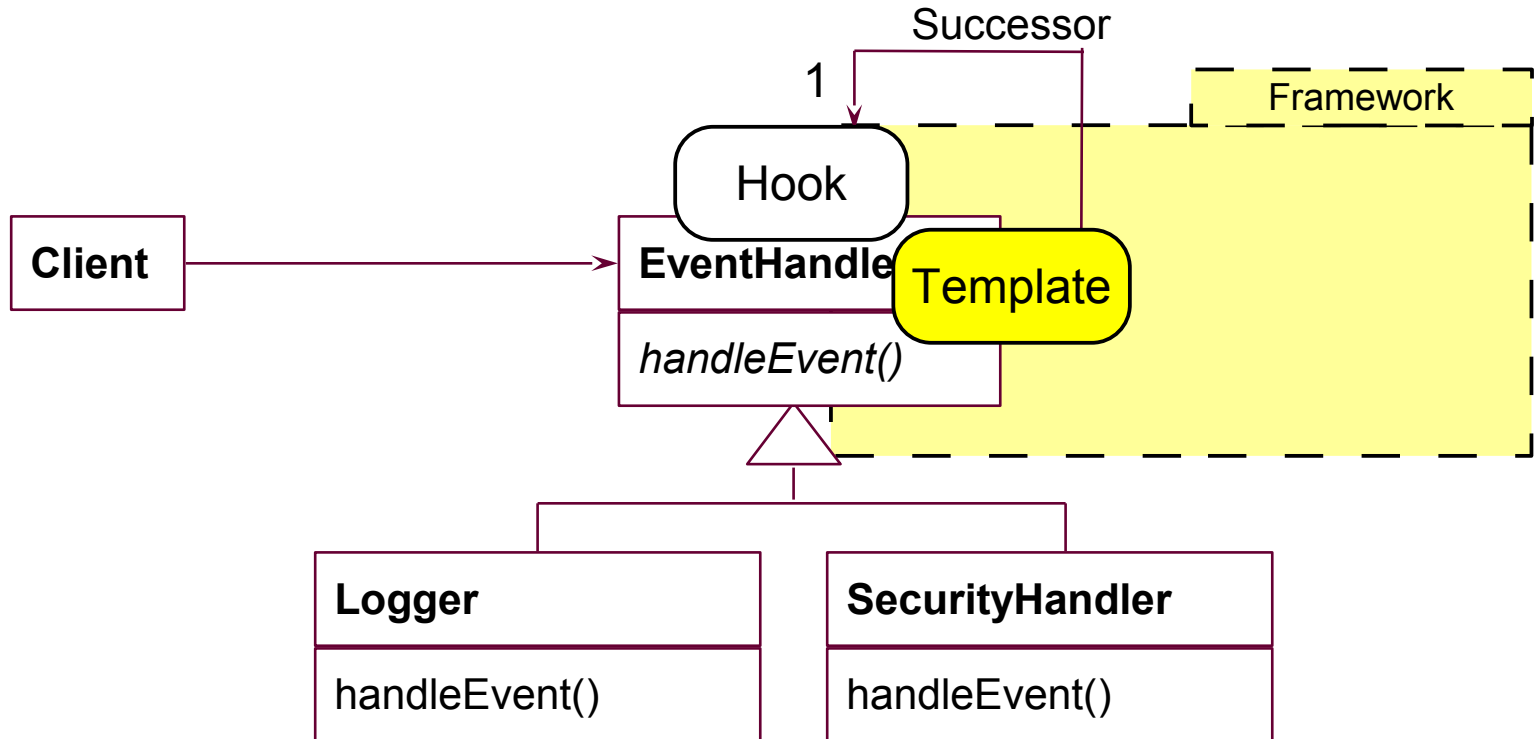 Successor
1
Framework
Hook
Client
EventHandle
Template
handleEvent()
Logger
SecurityHandler
handleEvent()
handleEvent()